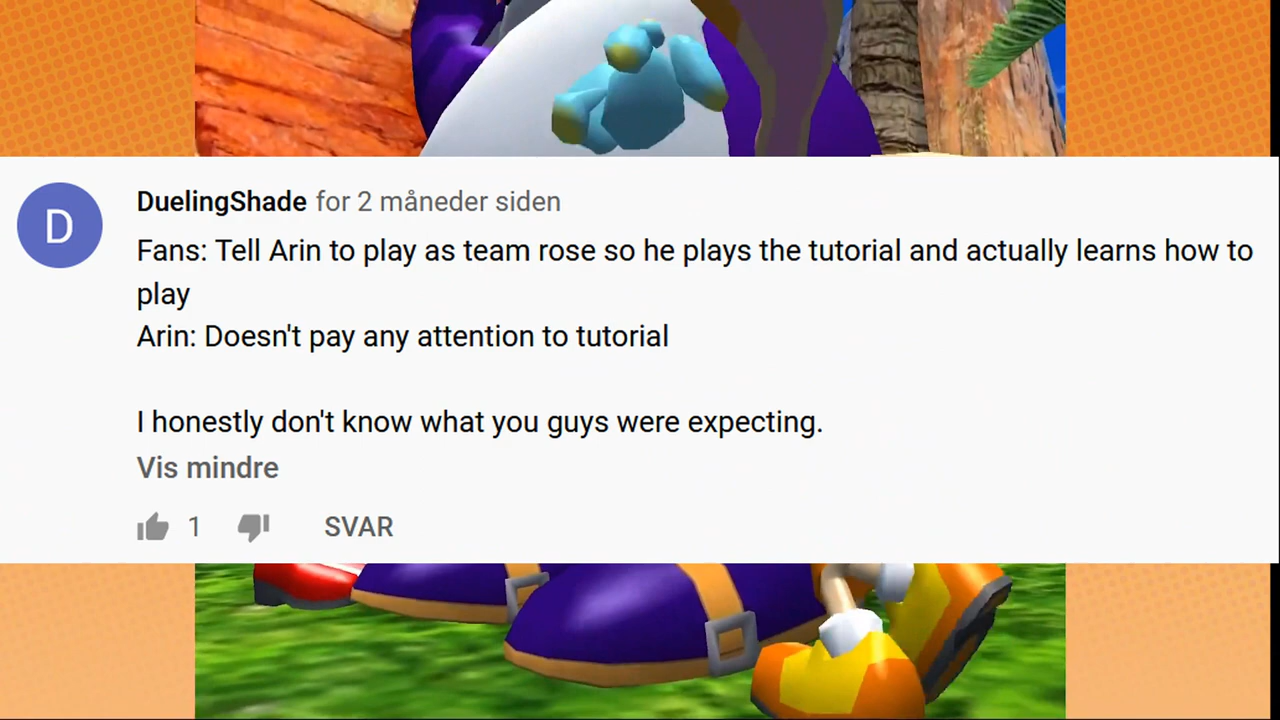 D
DuelingShade for 2 måneder siden
Fans: Tell Arin to play as team rose so he plays the tutorial and actually learns how to
play
Arin: Doesn't pay any attention to tutorial
I honestly don't know what you guys were expecting.
Vis mindre
1 SVAR